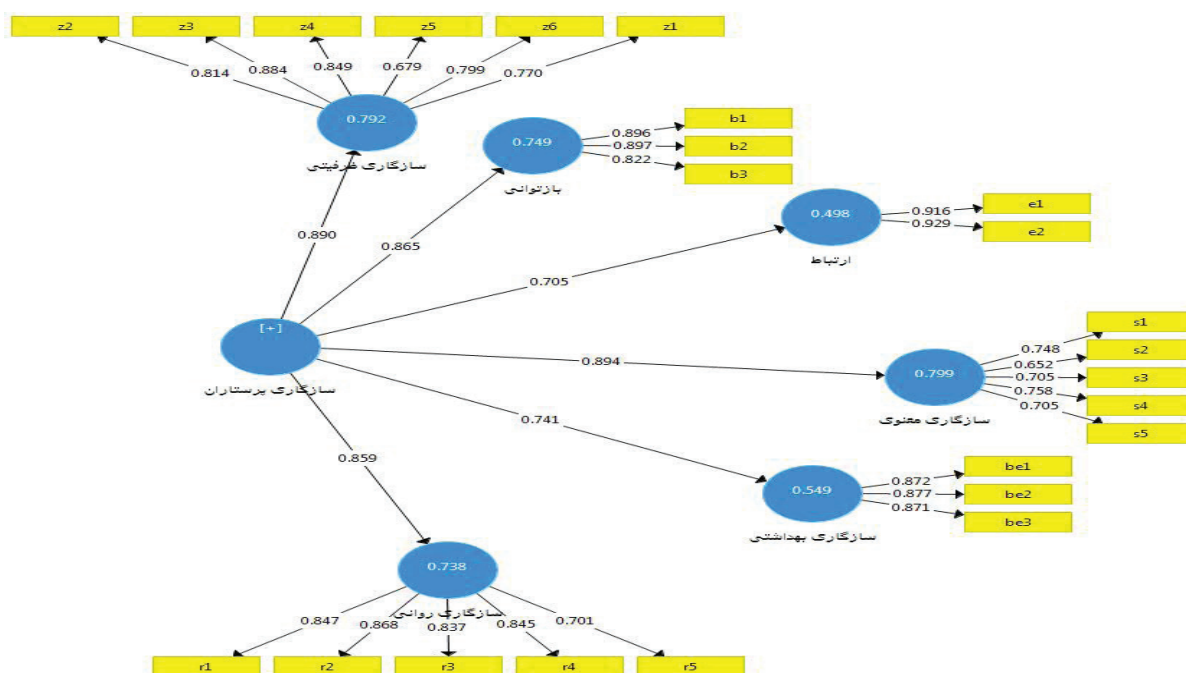 z2 z3 z4 z5 z6 z1
0.814 0.884 0.849 0.679 0.799 0.770
0.792
سازگاری ظرفیتی
0.749
بازتوانی
0.896 b1
0.897 b2
0.822 b3
0.498
ارتباط
0.916 e1
0.929 e2
0.890
0.865
0.705
[+]
سازگاری پرستاران
0.894
0.741
0.859
0.799
سازگاری معنوی
0.748 s1
0.652 s2
0.705 s3
0.758 s4
0.705 s5
0.549
سازگاری بهداشتی
0.872 be1
0.877 be2
0.871 be3
0.738
سازگاری روانی
0.847 0.868 0.837 0.845 0.701
r1 r2 r3 r4 r5